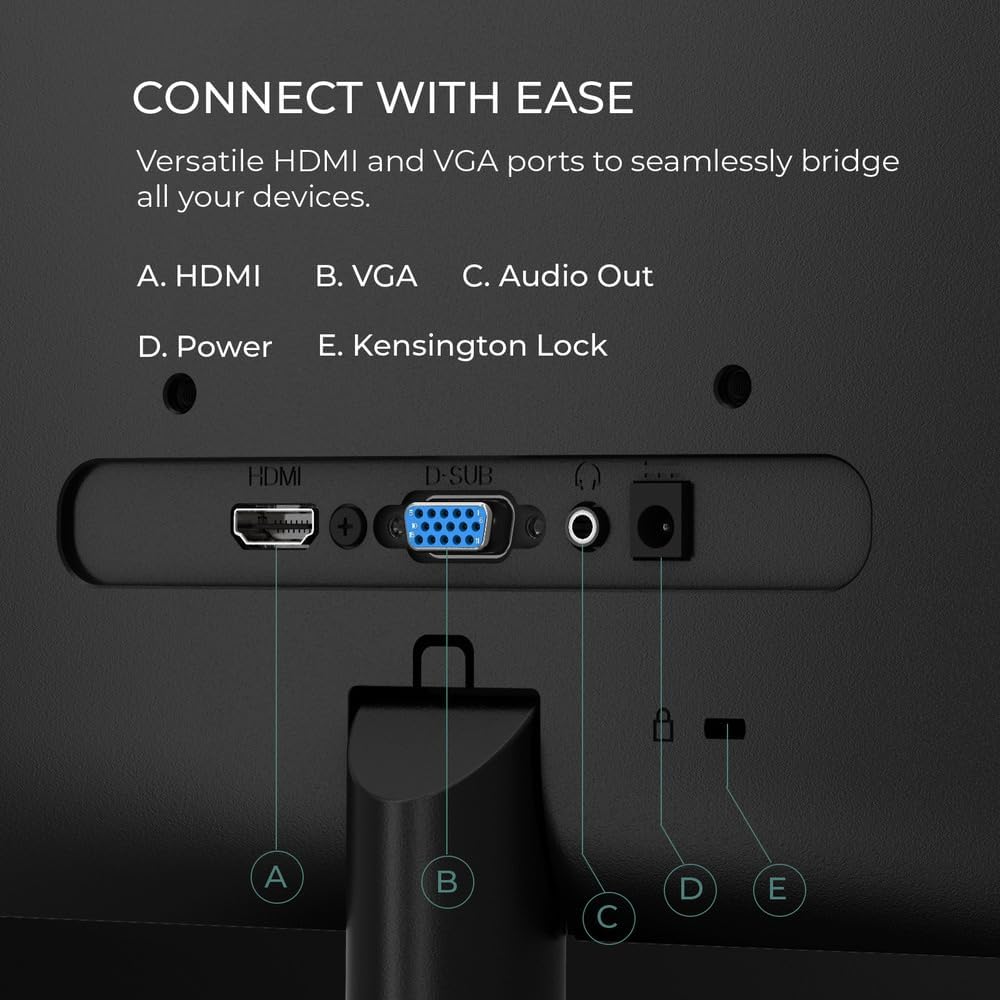 CONNECT WITH EASE
Versatile HDMI and VGA ports to seamlessly bridge
all your devices.
A. HDMI B. VGA C. Audio Out
D. Power E. Kensington Lock
HDMI D-SUB
A B C D E